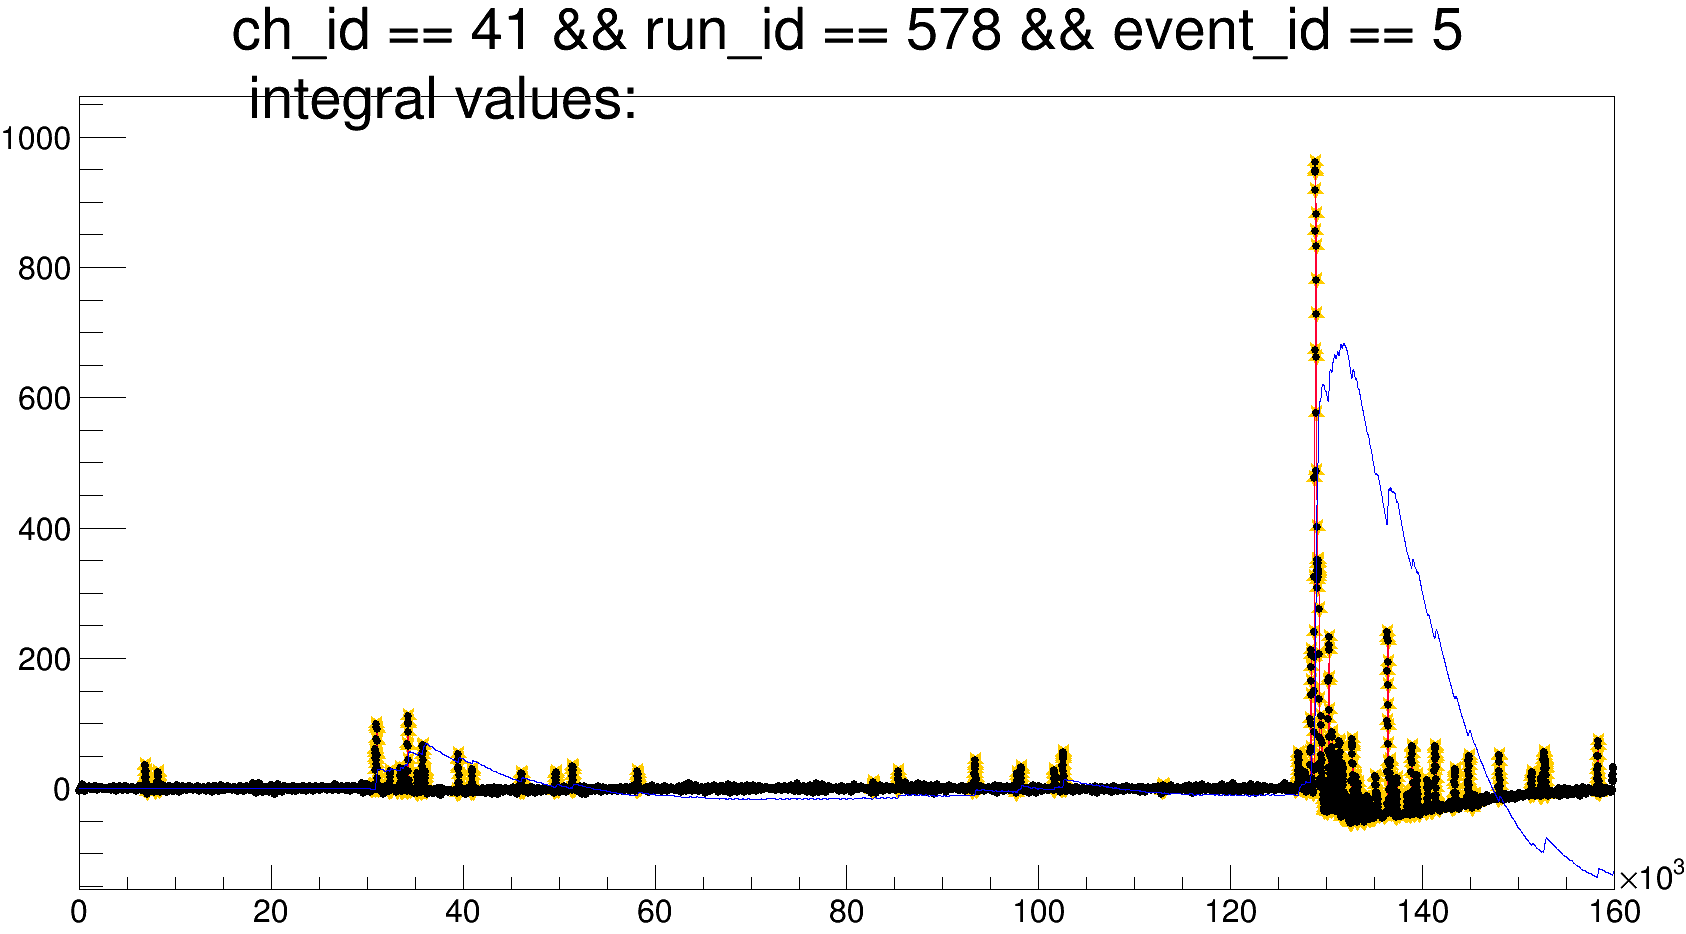 ch_id == 41 && run_id == 578 && event_id == 5
integral values:
1000
800
600
400
200
0
×10³
0 20 40 60 80 100 120 140 160